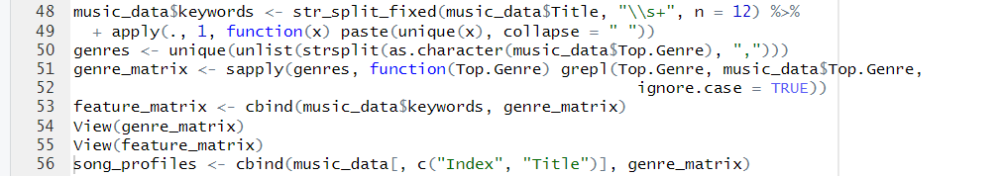 48 music_data$keywords <- str_split_fixed(music_data$Title, "\\s+", n = 12) %>%
49   + apply(., 1, function(x) paste(unique(x), collapse = " "))
50 genres <- unique(unlist(strsplit(as.character(music_data$Top.Genre), ",")))
51 genre_matrix <- sapply(genres, function(Top.Genre) grepl(Top.Genre, music_data$Top.Genre,
52                                                          ignore.case = TRUE))
53 feature_matrix <- cbind(music_data$keywords, genre_matrix)
54 View(genre_matrix)
55 View(feature_matrix)
56 song_profiles <- cbind(music_data[, c("Index", "Title")], genre_matrix)